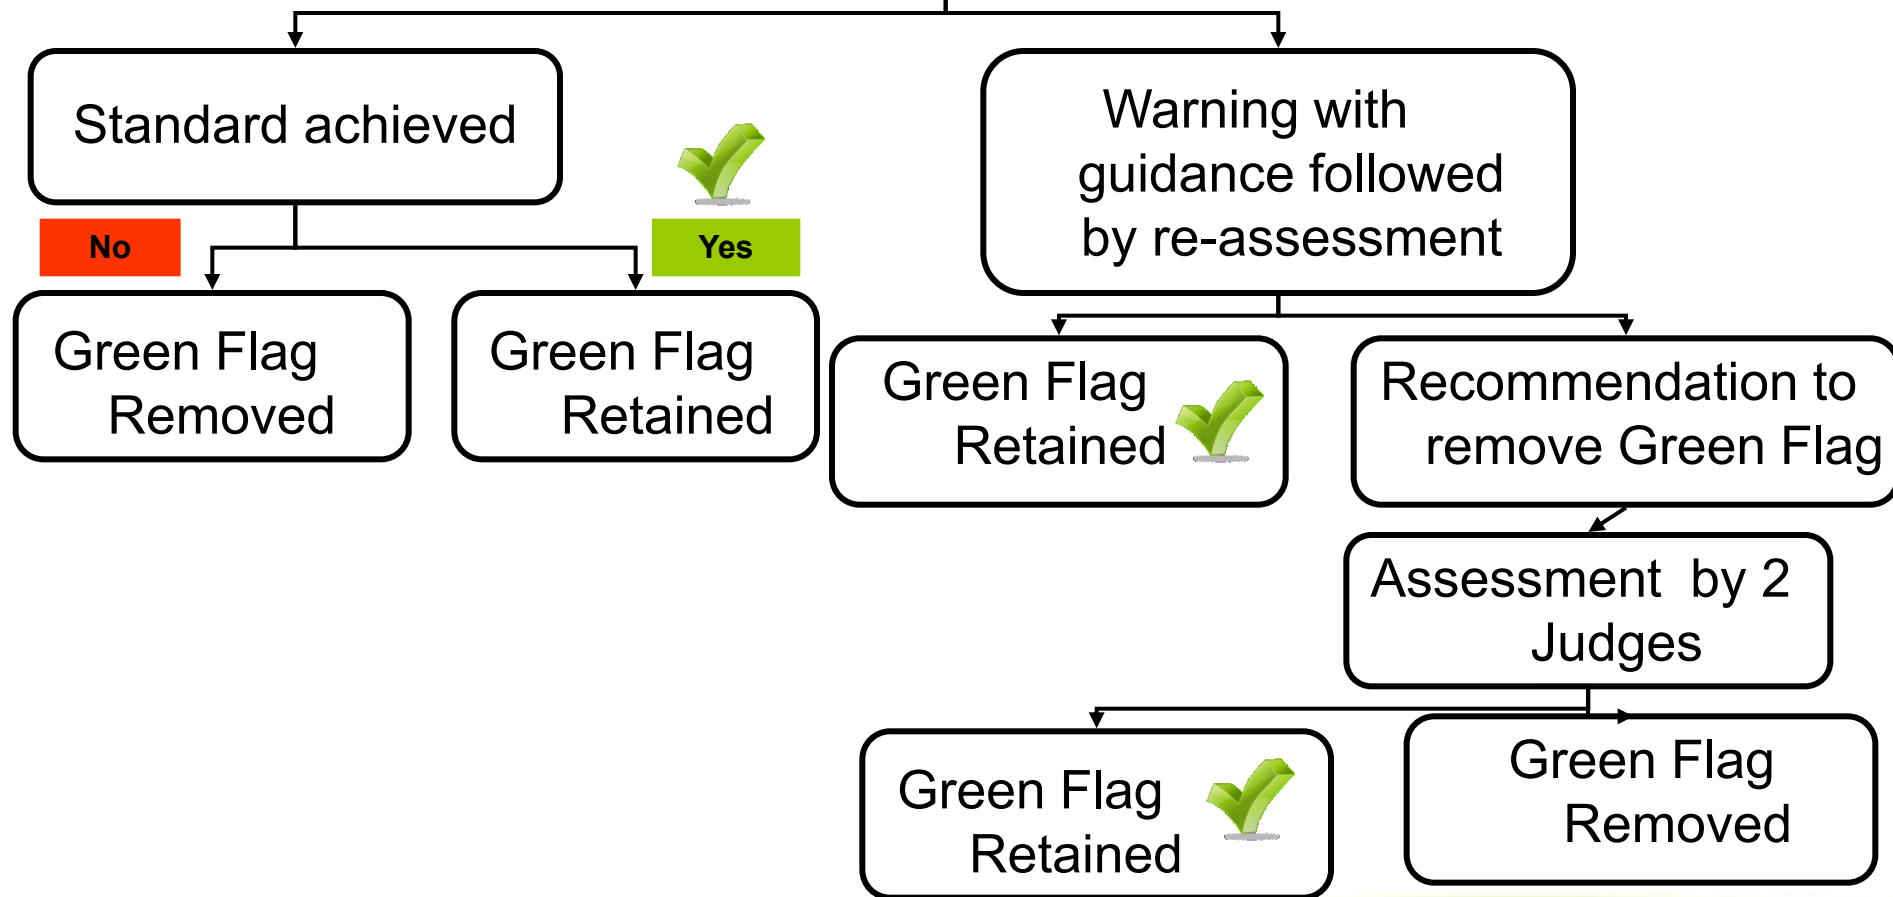 Standard achieved
Warning with
guidance followed
by re-assessment
No
Yes
Green Flag
Removed
Green Flag
Retained
Green Flag
Retained
Recommendation to
remove Green Flag
Assessment by 2
Judges
Green Flag
Retained
Green Flag
Removed